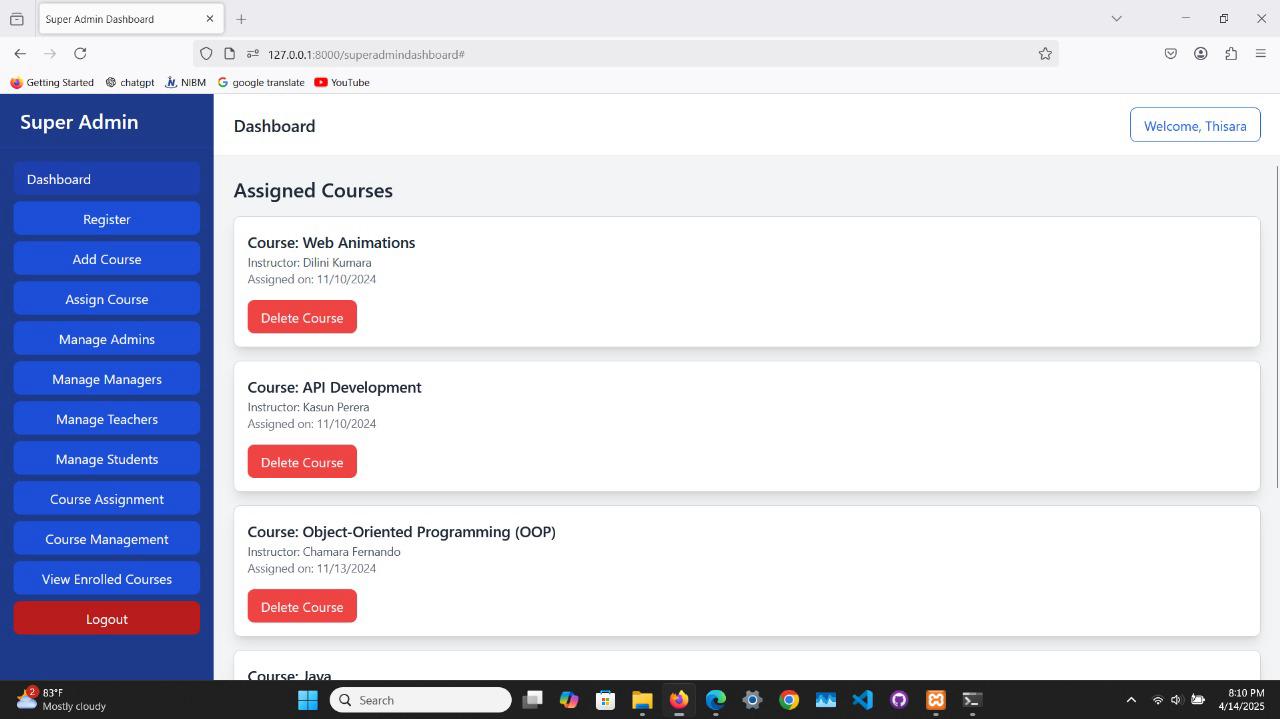 Super Admin Dashboard
127.0.0.1:8000/superadmindashboard#
Getting Started
chatgpt
NIBM
google translate
YouTube
Super Admin
Dashboard
Register
Add Course
Assign Course
Manage Admins
Manage Managers
Manage Teachers
Manage Students
Course Assignment
Course Management
View Enrolled Courses
Logout
Dashboard
Welcome, Thisara
Assigned Courses
Course: Web Animations
Instructor: Dilini Kumara
Assigned on: 11/10/2024
Delete Course
Course: API Development
Instructor: Kasun Perera
Assigned on: 11/10/2024
Delete Course
Course: Object-Oriented Programming (OOP)
Instructor: Chamara Fernando
Assigned on: 11/13/2024
Delete Course
Course: Java
2
83°F
Mostly cloudy
Search
8:10 PM
4/14/2025